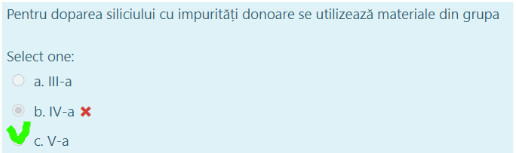 Pentru doparea siliciului cu impurități donoare se utilizează materiale din grupa
Select one:
a. III-a
b. IV-a
c. V-a